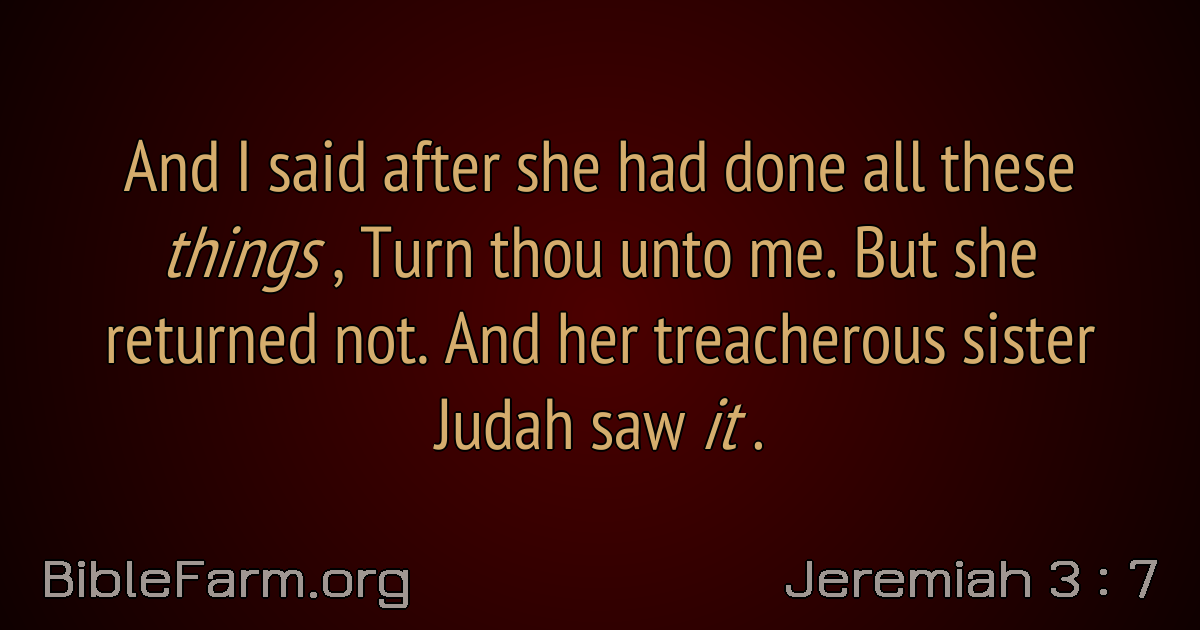 And I said after she had done all these
things , Turn thou unto me. But she
returned not. And her treacherous sister
Judah saw it .
BibleFarm.org
Jeremiah 3 : 7